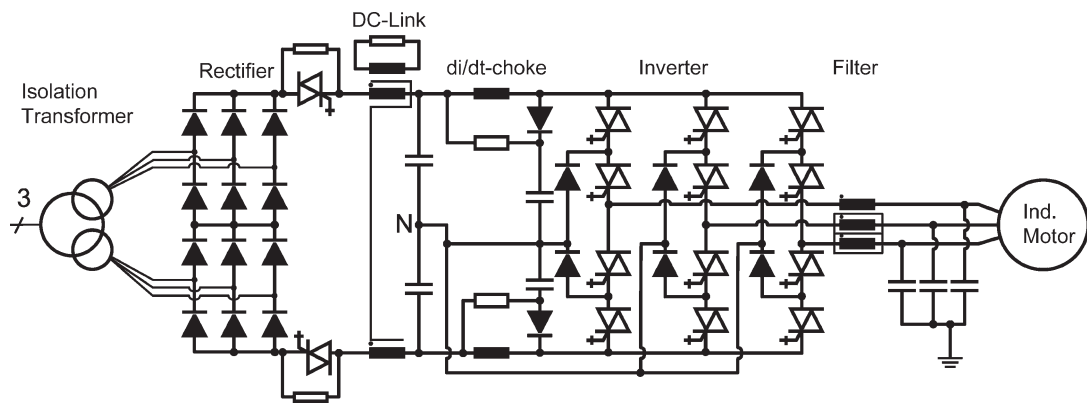 DC-Link
Rectifier
di/dt-choke
Inverter
Filter
Isolation
Transformer
3
N
Ind.
Motor